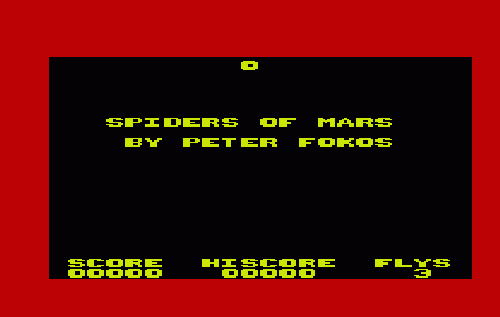 0
SPIDERS OF MARS
BY PETER FOKOS
SCORE HISCORE FLYS
00000 00000 3